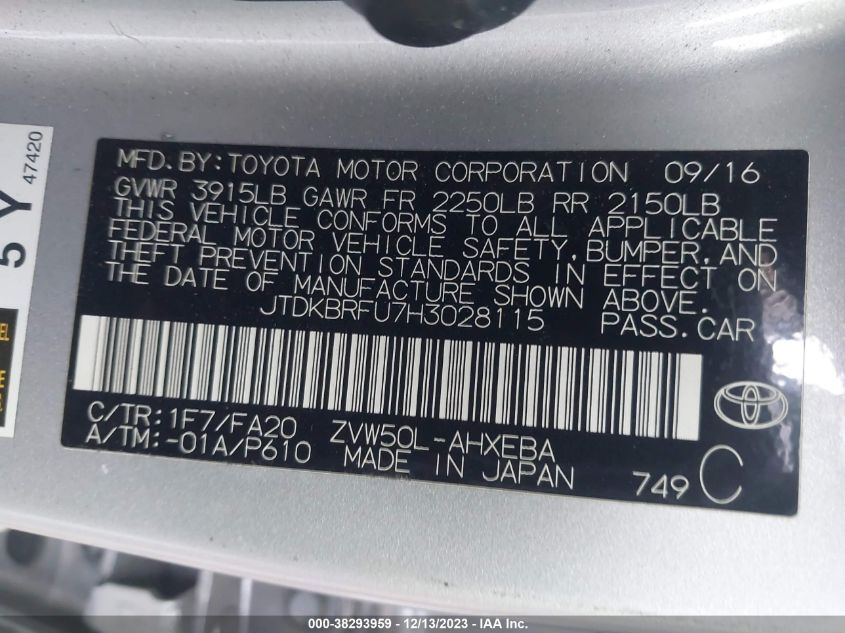 5 Y
47420
EL
MFD.BY:TOYOTA MOTOR CORPORATION 09/16
GVWR 3915LB GAWR FR 2250LB RR 2150LB
THIS VEHICLE CONFORMS TO ALL APPLICABLE
FEDERAL MOTOR VEHICLE SAFETY,BUMPER,AND
THEFT PREVENTION STANDARDS IN EFFECT ON
THE DATE OF MANUFACTURE SHOWN ABOVE.
JTDKBRFU7H3028115 PASS.CAR
C/TR:1F7/FA20 ZVW50L-AHXEBA
A/TM:-01A/P610 MADE IN JAPAN
749 C
000-38293959 - 12/13/2023 - IAA Inc.